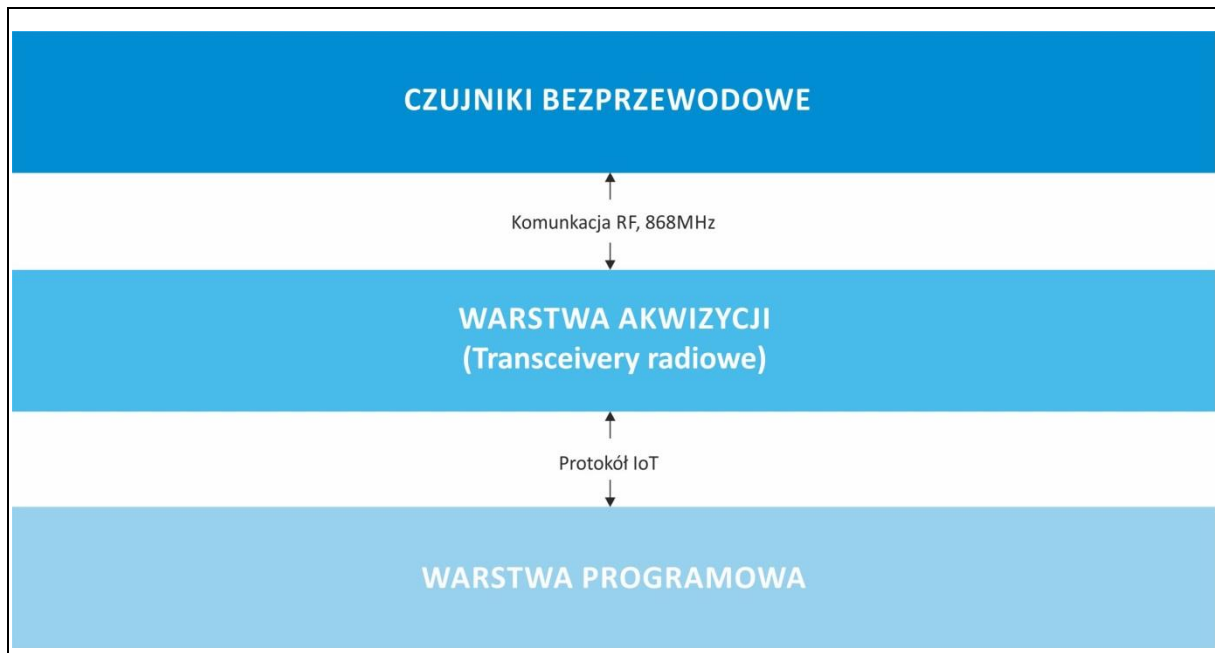 CZUJNIKI BEZPRZEWODOWE
Komunkacja RF, 868MHz
WARSTWA AKWIZYCJI
(Transceivery radiowe)
Protokół IoT
WARSTWA PROGRAMOWA